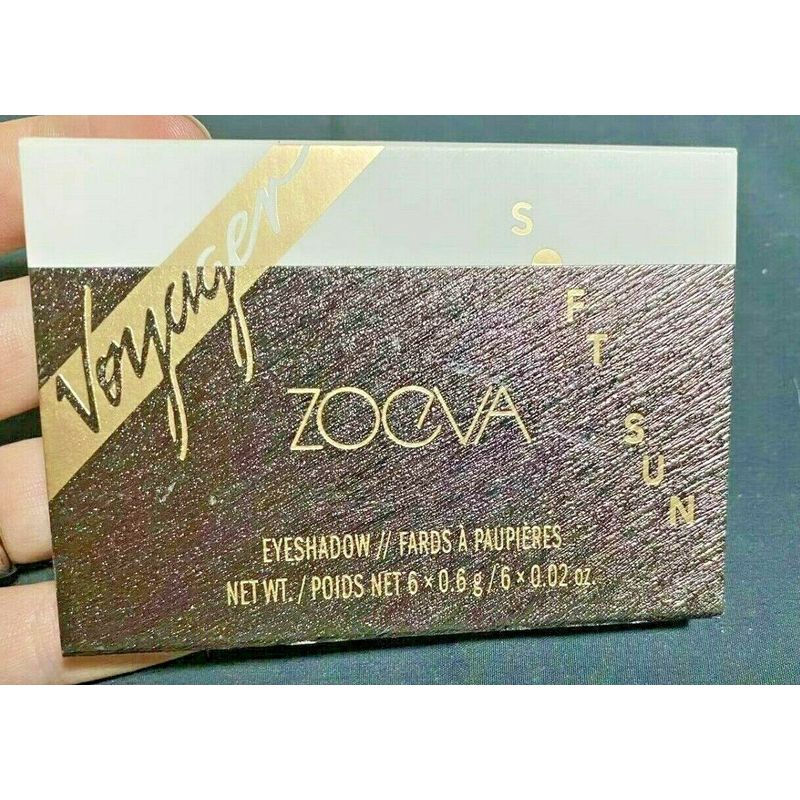 Voyager
SOFT SUN
ZOEVA
EYESHADOW // FARDS À PAUPIÈRES
NET WT. / POIDS NET 6 × 0.6 g / 6 × 0.02 oz.